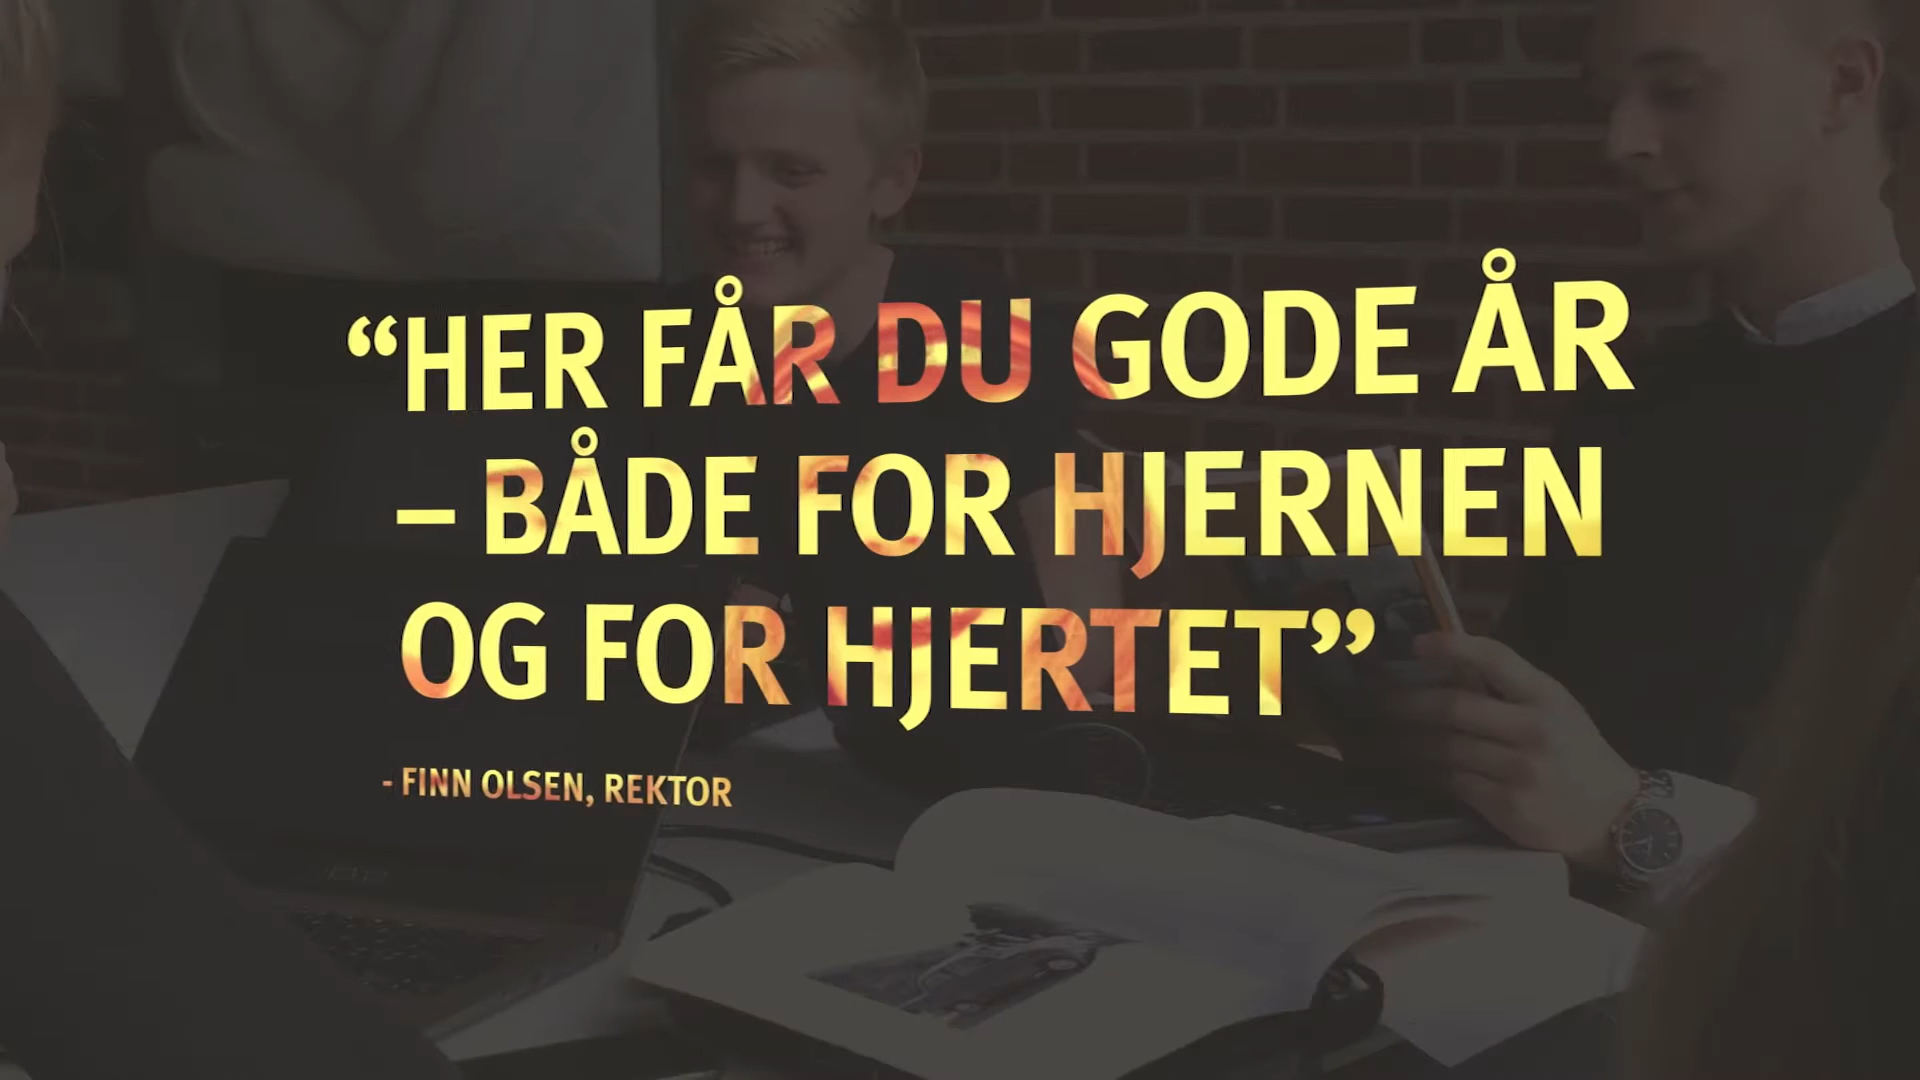 “HER FÅR DU GODE ÅR
– BÅDE FOR HJERNEN
OG FOR HJERTET”
- FINN OLSEN, REKTOR